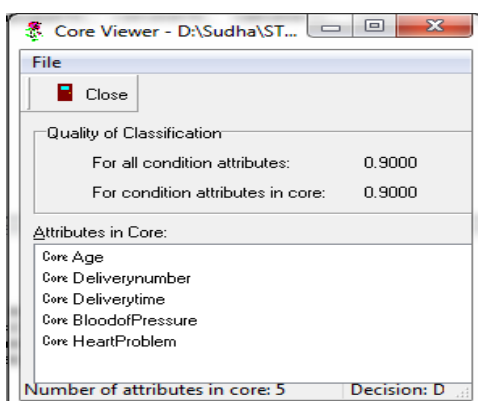 Core Viewer - D:\Sudha\ST...
File
Close
Quality of Classification
For all condition attributes: 0.9000
For condition attributes in core: 0.9000
Attributes in Core:
Core Age
Core Deliverynumber
Core Deliverytime
Core BloodofPressure
Core HeartProblem
Number of attributes in core: 5 Decision: D